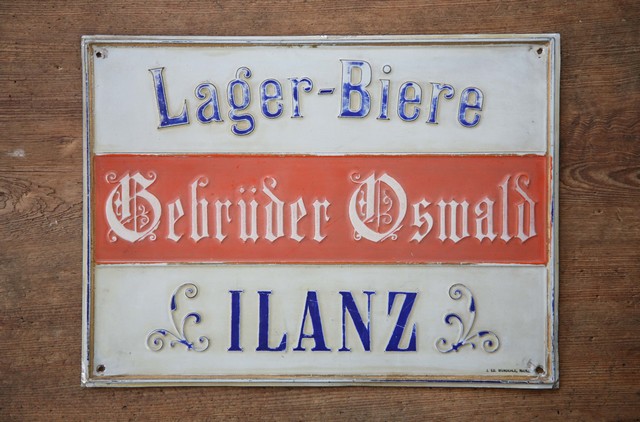 Lager-Biere
Gebrüder Oswald
ILANZ